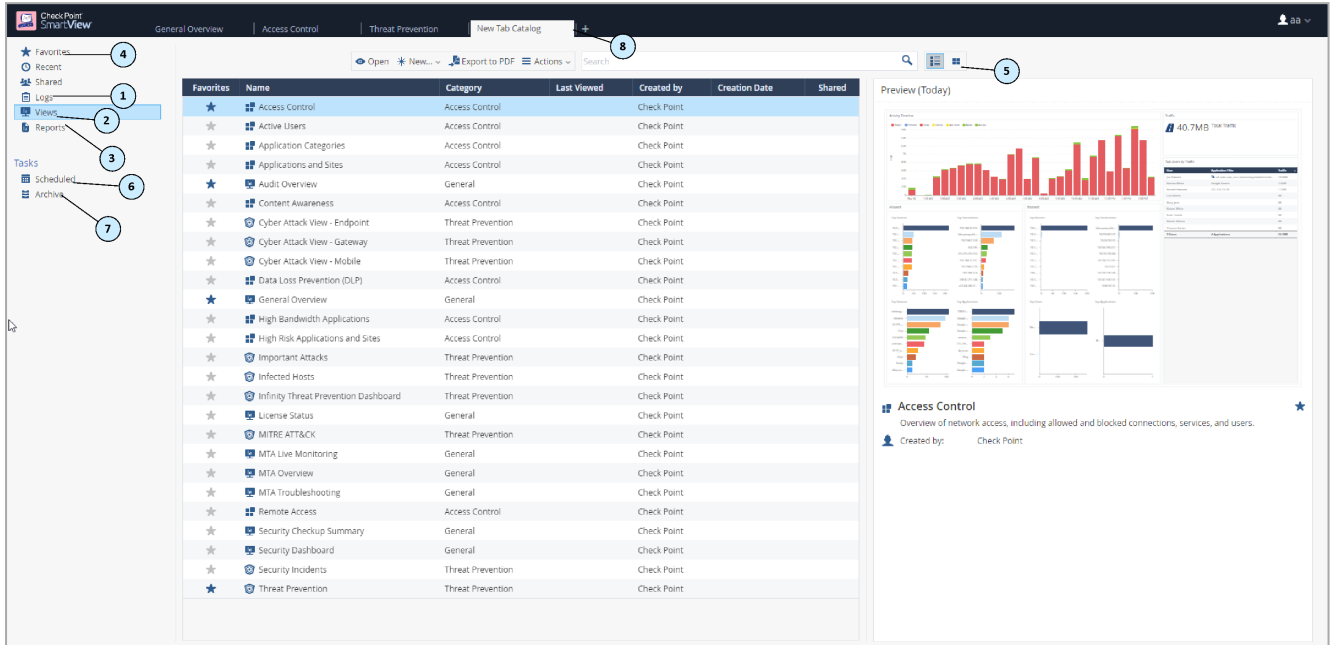 Check Point
SmartView
General Overview
Access Control
Threat Prevention
New Tab Catalog
+
aa
8
Favorites
4
Recent
Shared
Logs
1
Views
2
Reports
3
Tasks
Scheduled
6
Archive
7
Open New... Export to PDF Actions Search
5
Favorites Name Category Last Viewed Created by Creation Date Shared
Access Control Access Control Check Point
Active Users Access Control Check Point
Application Categories Access Control Check Point
Applications and Sites Access Control Check Point
Audit Overview General Check Point
Content Awareness Access Control Check Point
Cyber Attack View - Endpoint Threat Prevention Check Point
Cyber Attack View - Gateway Threat Prevention Check Point
Cyber Attack View - Mobile Threat Prevention Check Point
Data Loss Prevention (DLP) Access Control Check Point
General Overview General Check Point
High Bandwidth Applications Access Control Check Point
High Risk Applications and Sites Access Control Check Point
Important Attacks Threat Prevention Check Point
Infected Hosts Threat Prevention Check Point
Infinity Threat Prevention Dashboard Threat Prevention Check Point
License Status General Check Point
MITRE ATT&CK Threat Prevention Check Point
MTA Live Monitoring General Check Point
MTA Overview General Check Point
MTA Troubleshooting General Check Point
Remote Access Access Control Check Point
Security Checkup Summary General Check Point
Security Dashboard General Check Point
Security Incidents Threat Prevention Check Point
Threat Prevention Threat Prevention Check Point
Preview (Today)
40.7MB Total Traffic
Access Control
Overview of network access, including allowed and blocked connections, services, and users.
Created by: Check Point